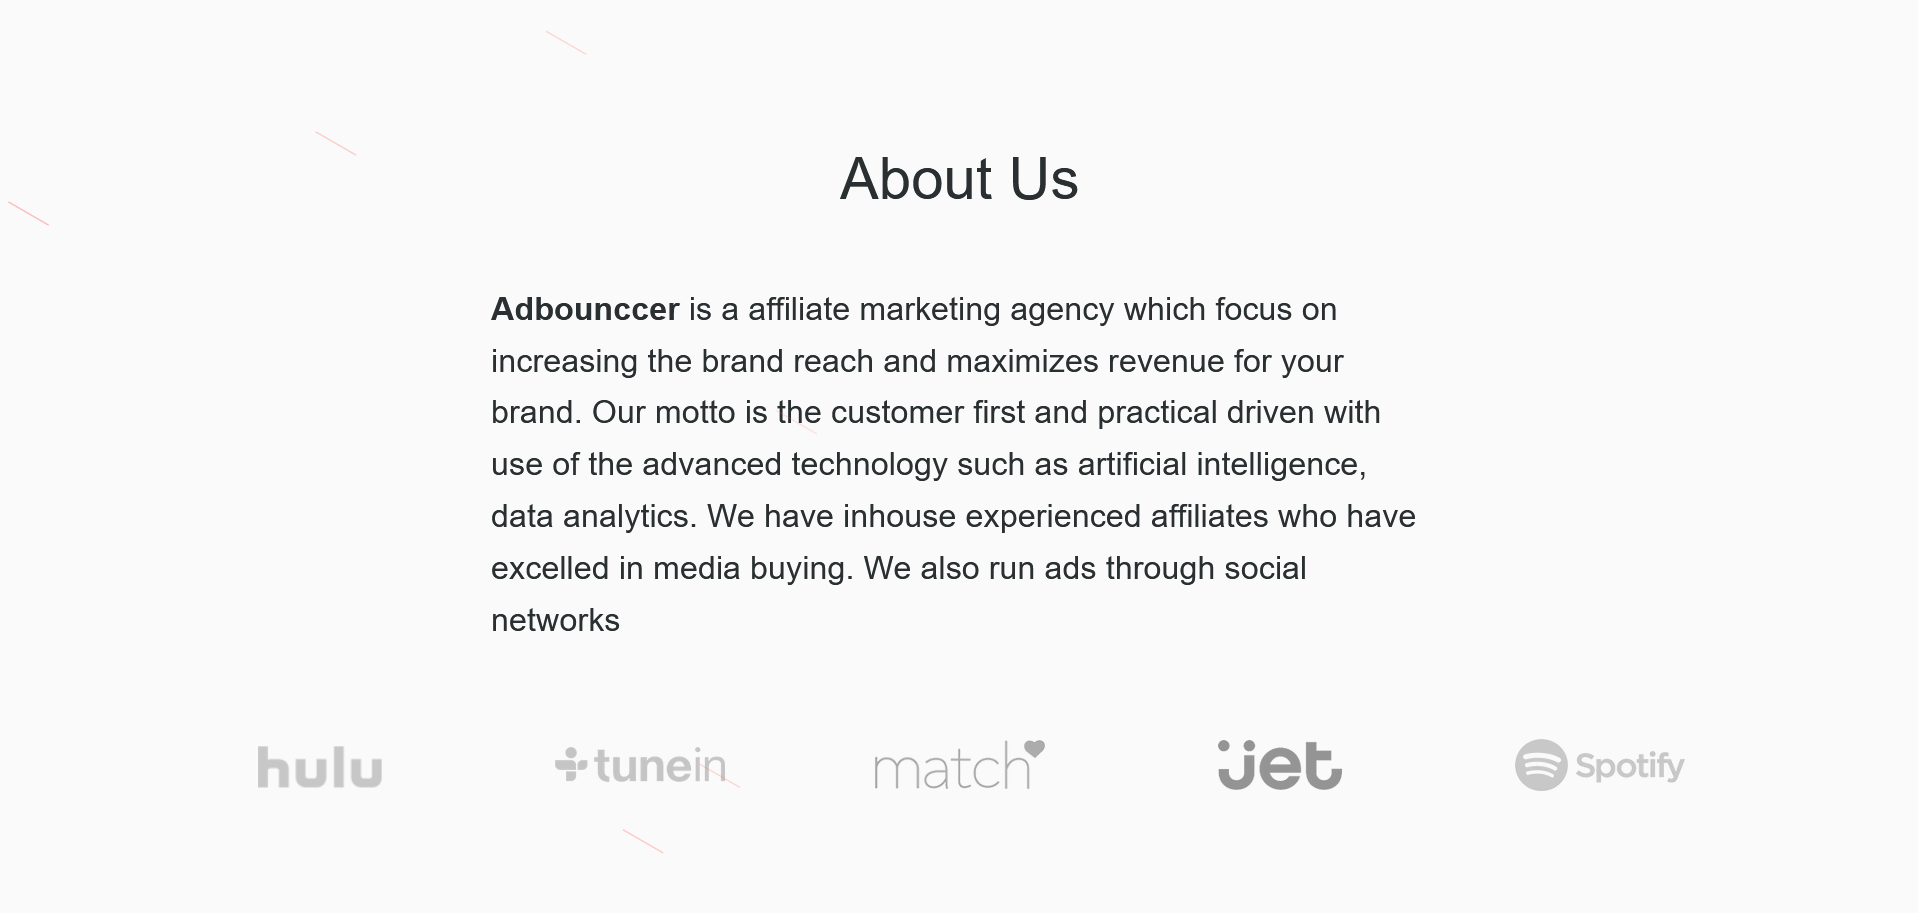 About Us
Adbounccer is a affiliate marketing agency which focus on
increasing the brand reach and maximizes revenue for your
brand. Our motto is the customer first and practical driven with
use of the advanced technology such as artificial intelligence,
data analytics. We have inhouse experienced affiliates who have
excelled in media buying. We also run ads through social
networks
hulu tunein match jet Spotify